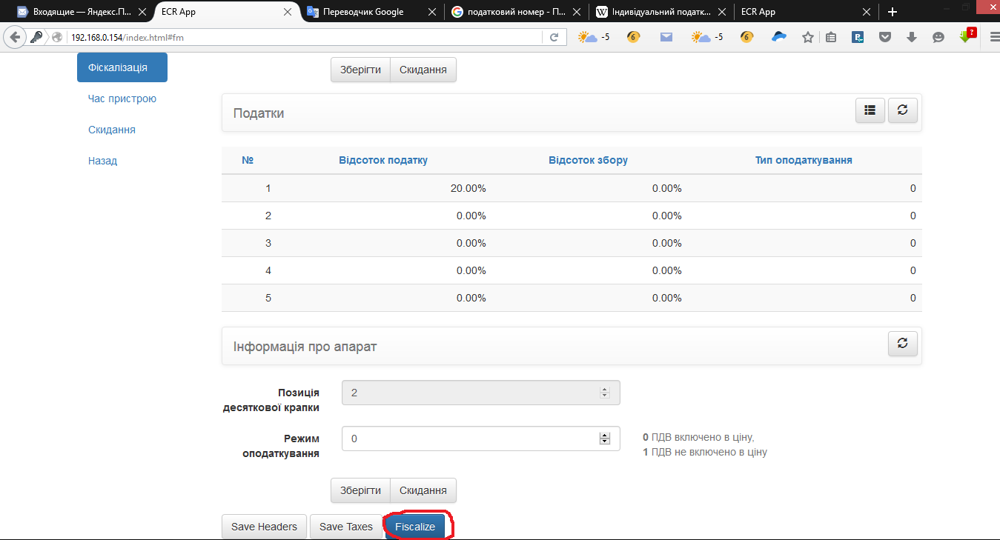 Входящие — Яндекс.П...
ECR App
Переводчик Google
податковий номер - П...
Індивідуальний податк...
ECR App
192.168.0.154/index.html#fm
-5
6
-5
6
?
Фіскалізація
Зберігти Скидання
Час пристрою
Податки
Скидання
Назад
№ Відсоток податку Відсоток збору Тип оподаткування
1 20.00% 0.00% 0
2 0.00% 0.00% 0
3 0.00% 0.00% 0
4 0.00% 0.00% 0
5 0.00% 0.00% 0
Інформація про апарат
Позиція
десяткової крапки
2
Режим
оподаткування
0
0 ПДВ включено в ціну,
1 ПДВ не включено в ціну
Зберігти Скидання
Save Headers Save Taxes Fiscalize